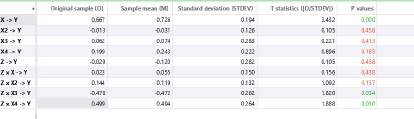 Original sample (O) Sample mean (M) Standard deviation (STDEV) T statistics (|O/STDEV|) P values
X -> Y 0.667 0.726 0.194 3.432 0.000
X2 -> Y -0.013 -0.031 0.126 0.105 0.458
X3 -> Y 0.062 0.074 0.283 0.221 0.413
X4 -> Y 0.199 0.243 0.222 0.896 0.185
Z -> Y -0.029 -0.120 0.282 0.105 0.458
Z x X -> Y 0.023 0.055 0.150 0.156 0.438
Z x X2 -> Y 0.144 0.119 0.132 1.092 0.137
Z x X3 -> Y -0.478 -0.472 0.262 1.820 0.034
Z x X4 -> Y 0.499 0.494 0.264 1.888 0.030